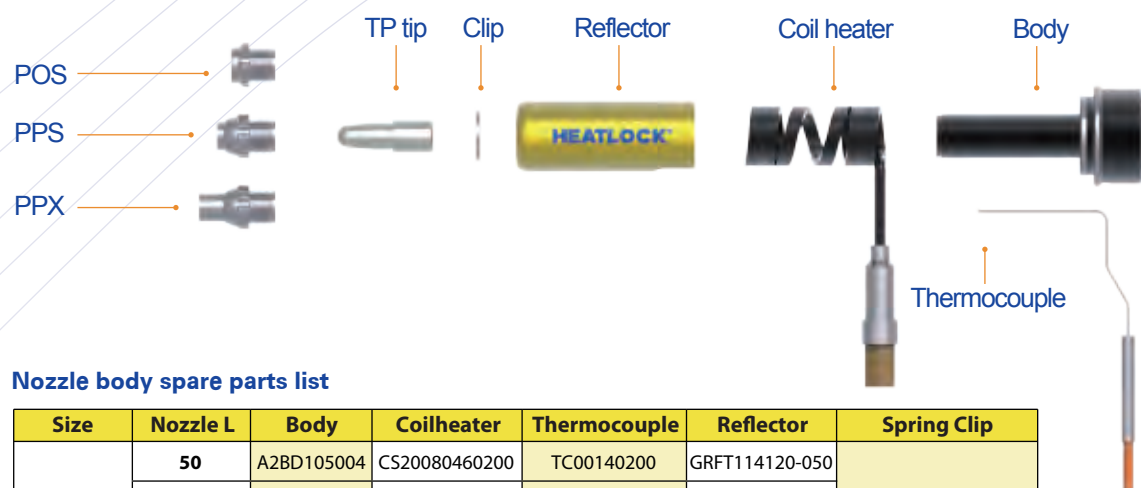 TP tip Clip Reflector Coil heater Body
POS
PPS
HEATLOCK™
PPX
Thermocouple
Nozzle body spare parts list
Size Nozzle L Body Coilheater Thermocouple Reflector Spring Clip
50 A2BD105004 CS20080460200 TC00140200 GRFT114120-050